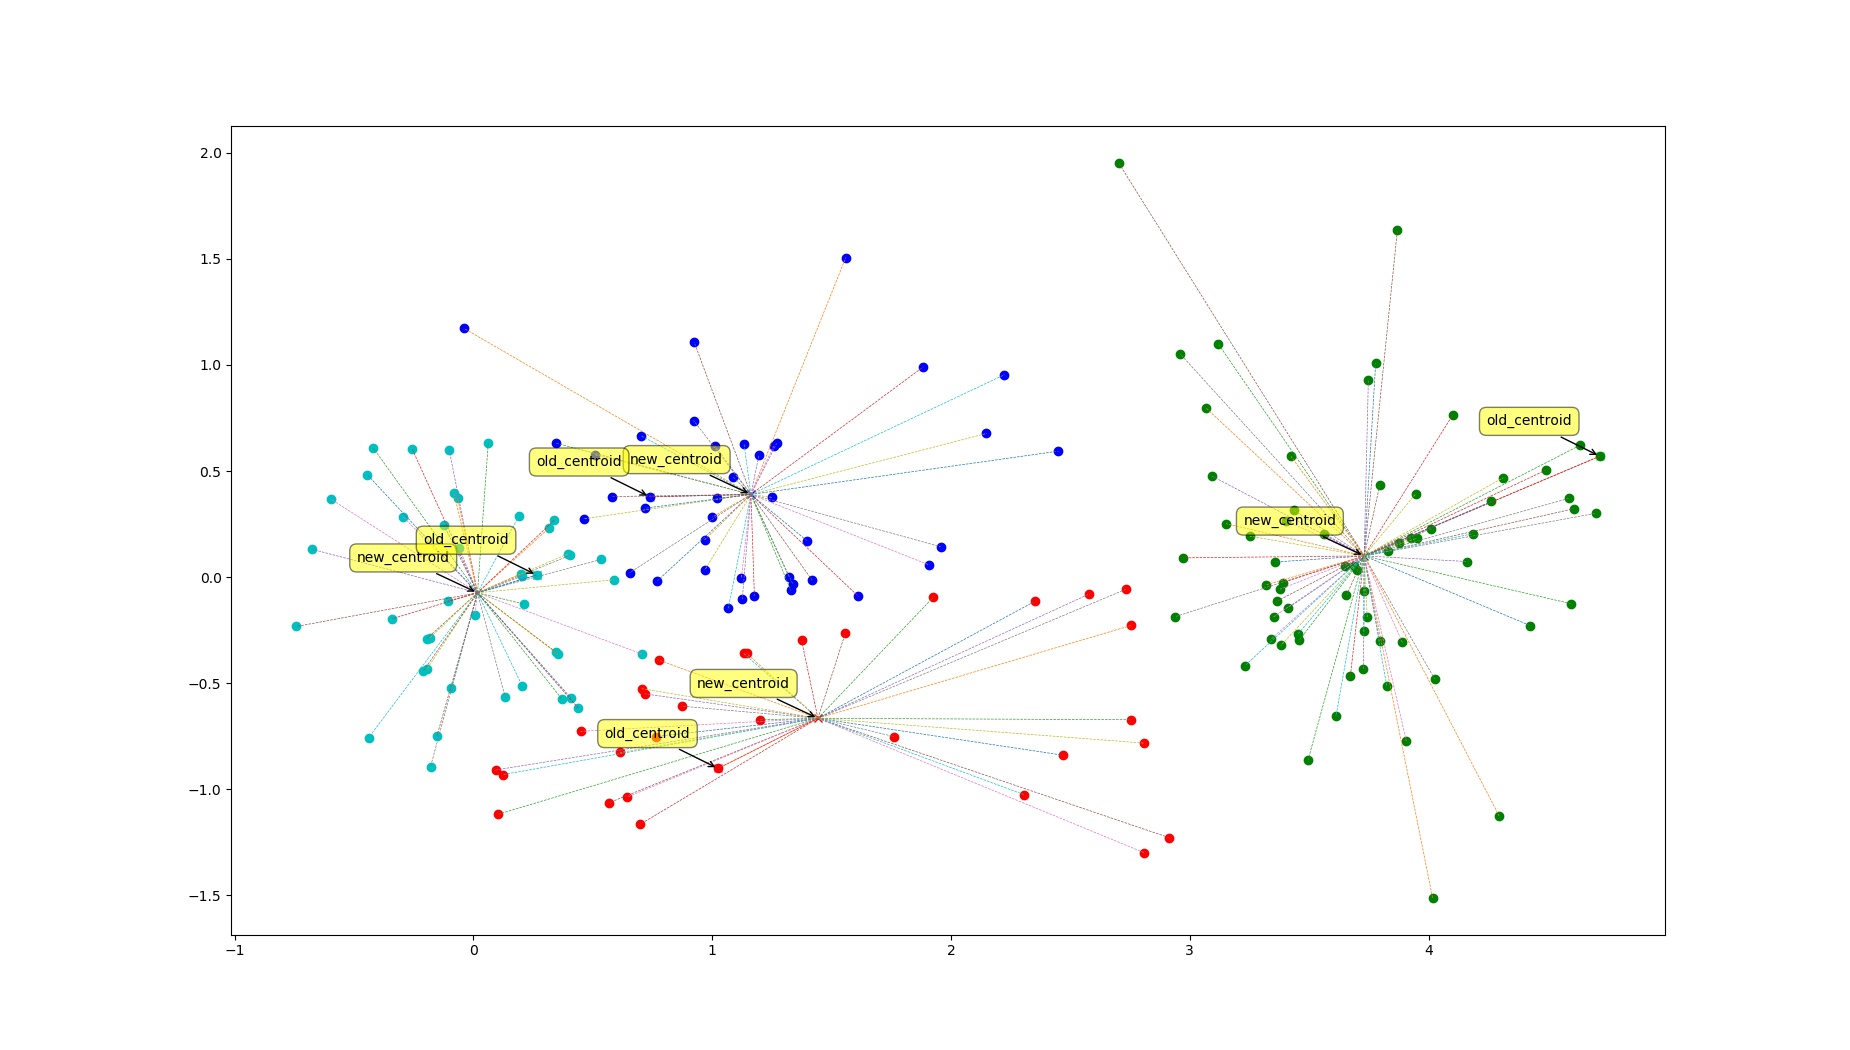 2.0
1.5
1.0
0.5
0.0
−0.5
−1.0
−1.5
old_centroid
old_centroid
new_centroid
new_centroid
old_centroid
new_centroid
new_centroid
old_centroid
−1
0
1
2
3
4